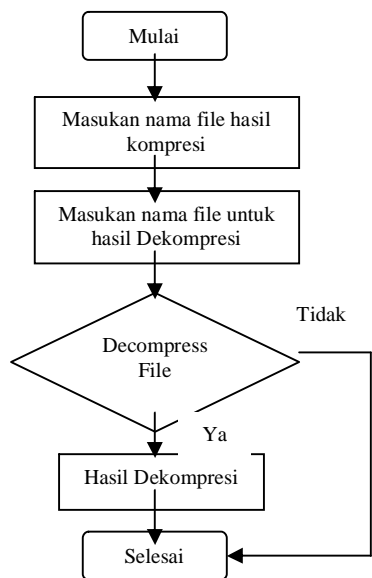 Mulai
Masukan nama file hasil
kompresi
Masukan nama file untuk
hasil Dekompresi
Tidak
Decompress
File
Ya
Hasil Dekompresi
Selesai